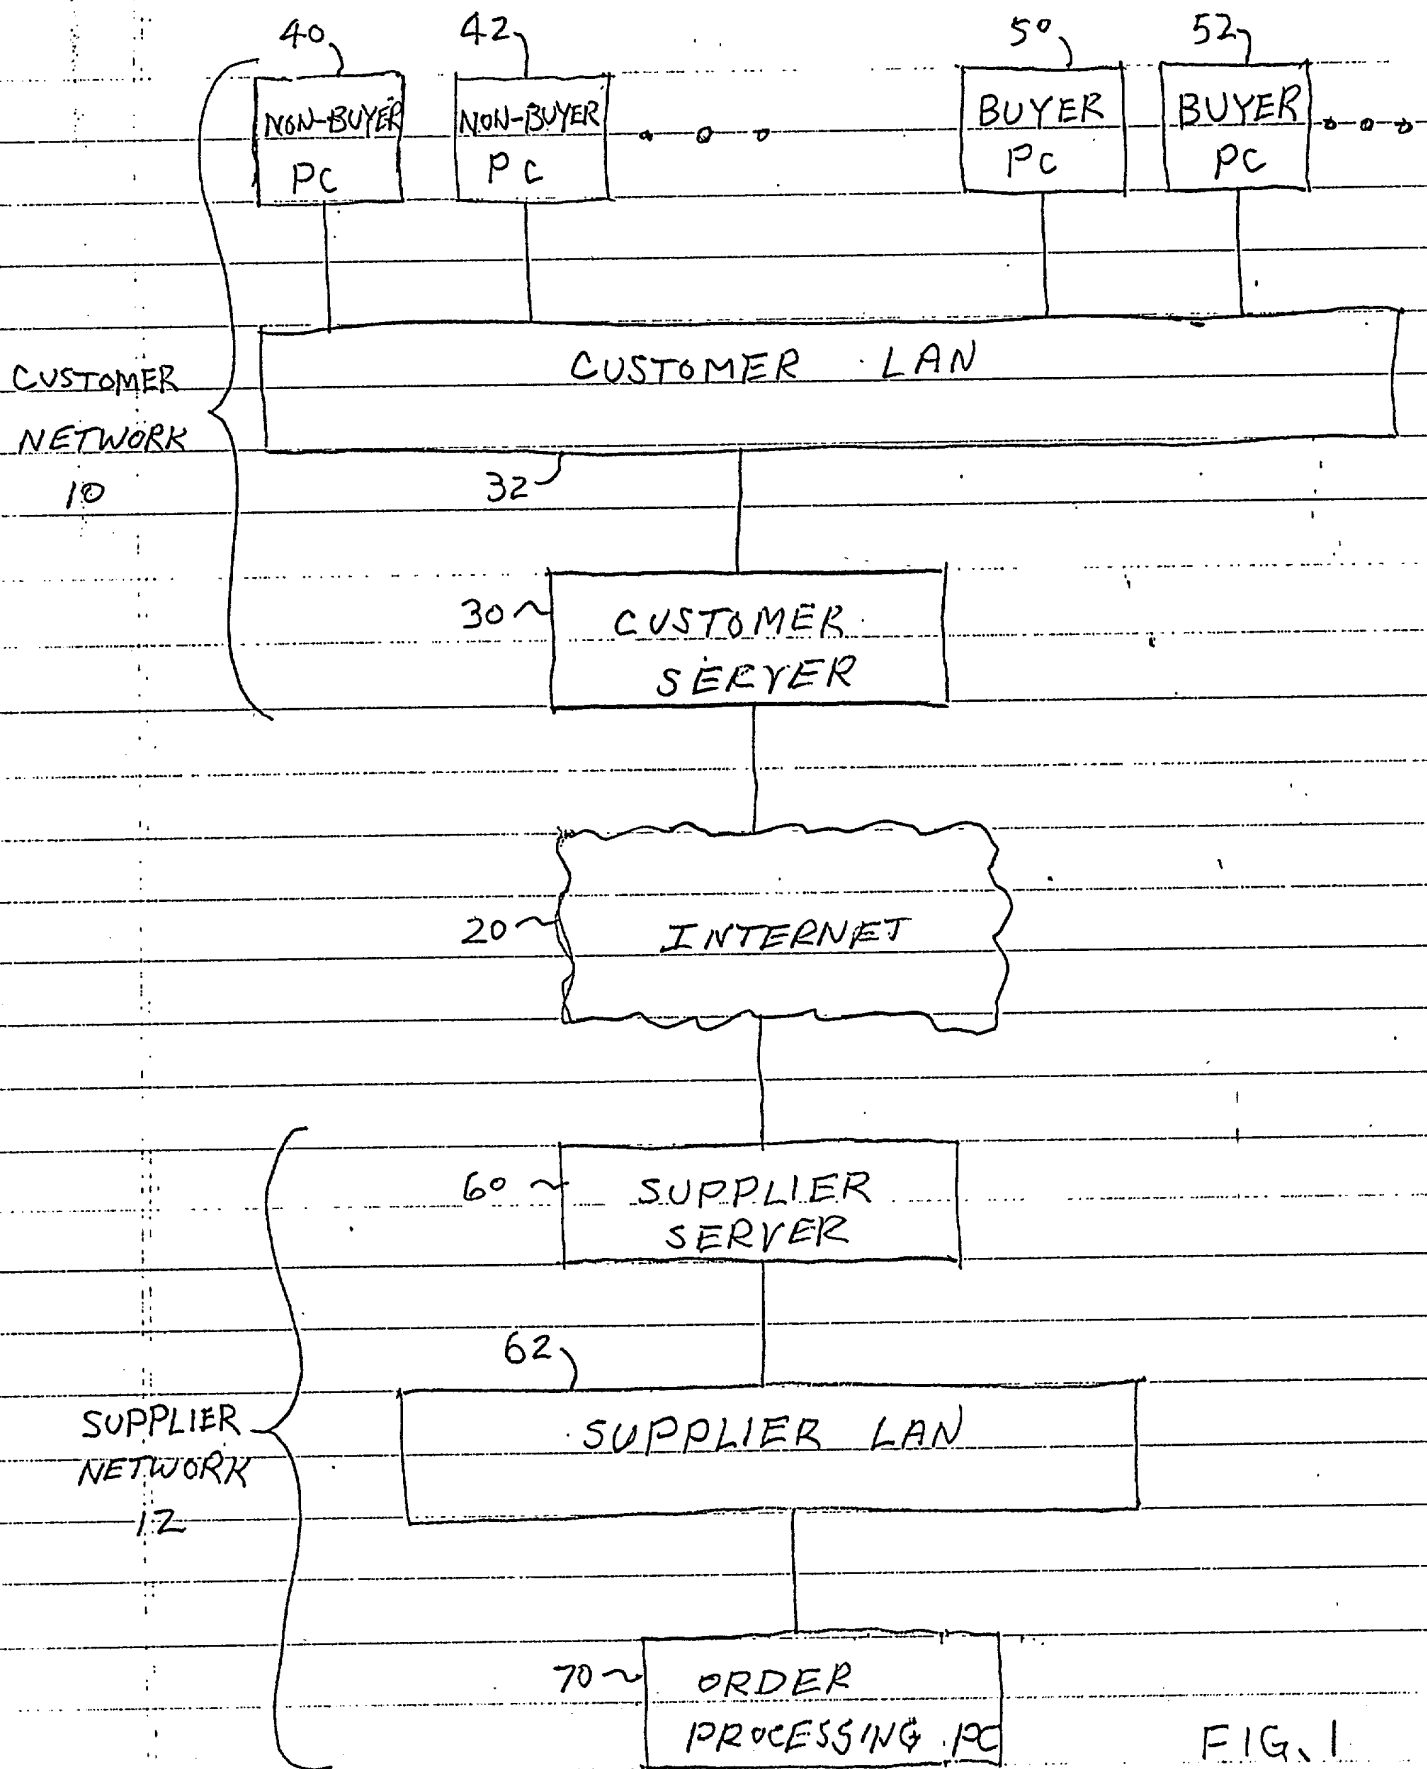 40
42
50
52
NON-BUYER
PC
NON-BUYER
PC
BUYER
PC
BUYER
PC
CUSTOMER LAN
CUSTOMER
NETWORK
10
32
30
CUSTOMER
SERVER
20
INTERNET
60
SUPPLIER
SERVER
62
SUPPLIER LAN
SUPPLIER
NETWORK
12
70
ORDER
PROCESSING PC
FIG. 1